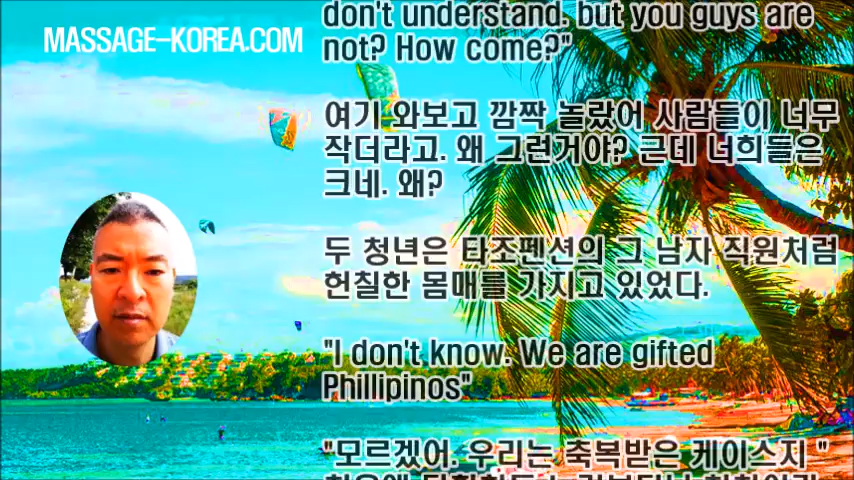 MASSAGE-KOREA.COM
don't understand. but you guys are
not? How come?"
여기 와보고 깜짝 놀랐어 사람들이 너무
작더라고. 왜 그런거야? 근데 너희들은
크네. 왜?
두 청년은 타조펜션의 그 남자 직원처럼
헌칠한 몸매를 가지고 있었다.
"I don't know. We are gifted
Phillipinos"
"모르겠어. 우리는 축복받은 케이스지 "